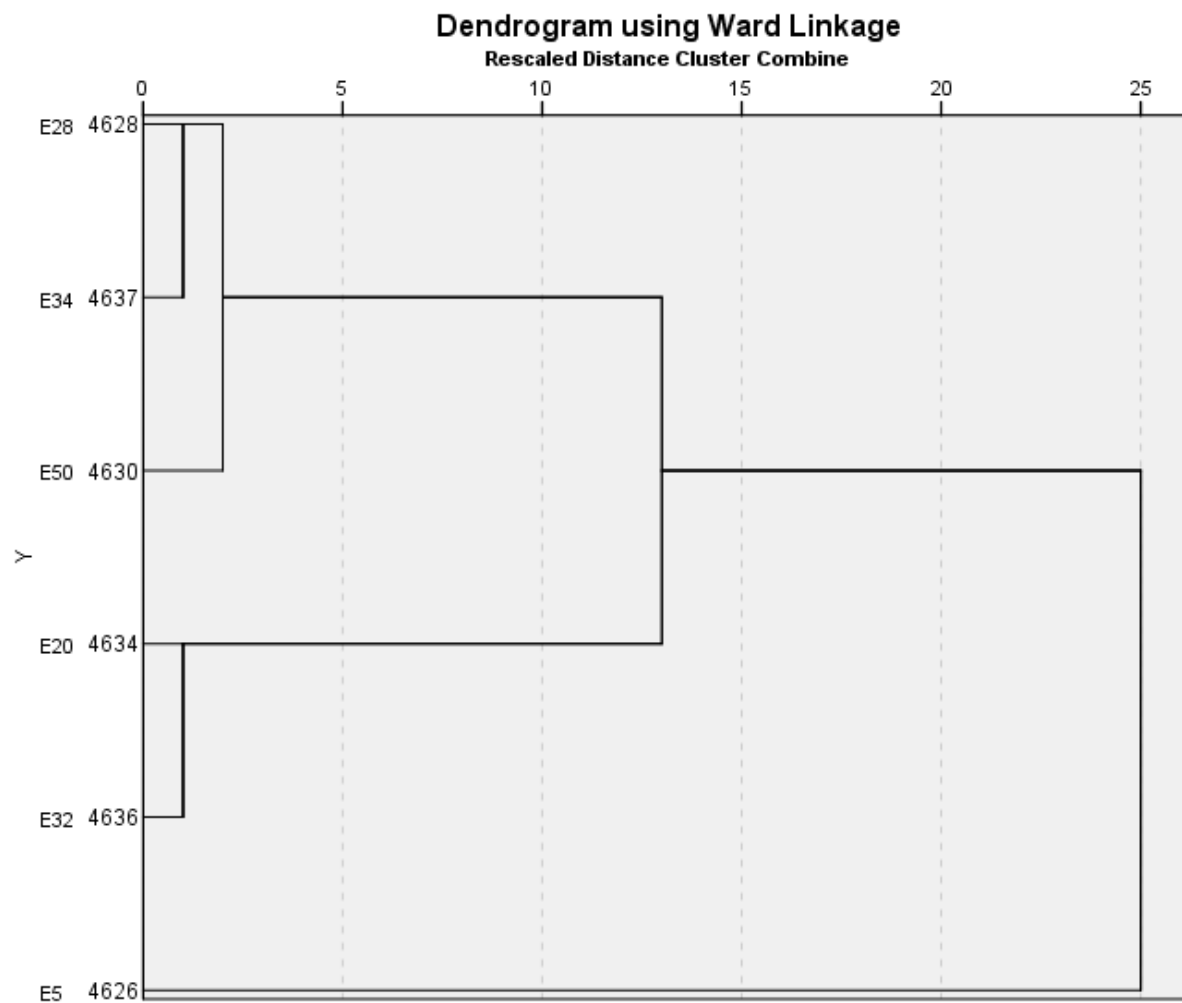 Dendrogram using Ward Linkage
Rescaled Distance Cluster Combine
0 5 10 15 20 25
E28 4628
E34 4637
E50 4630
Y
E20 4634
E32 4636
E5 4626